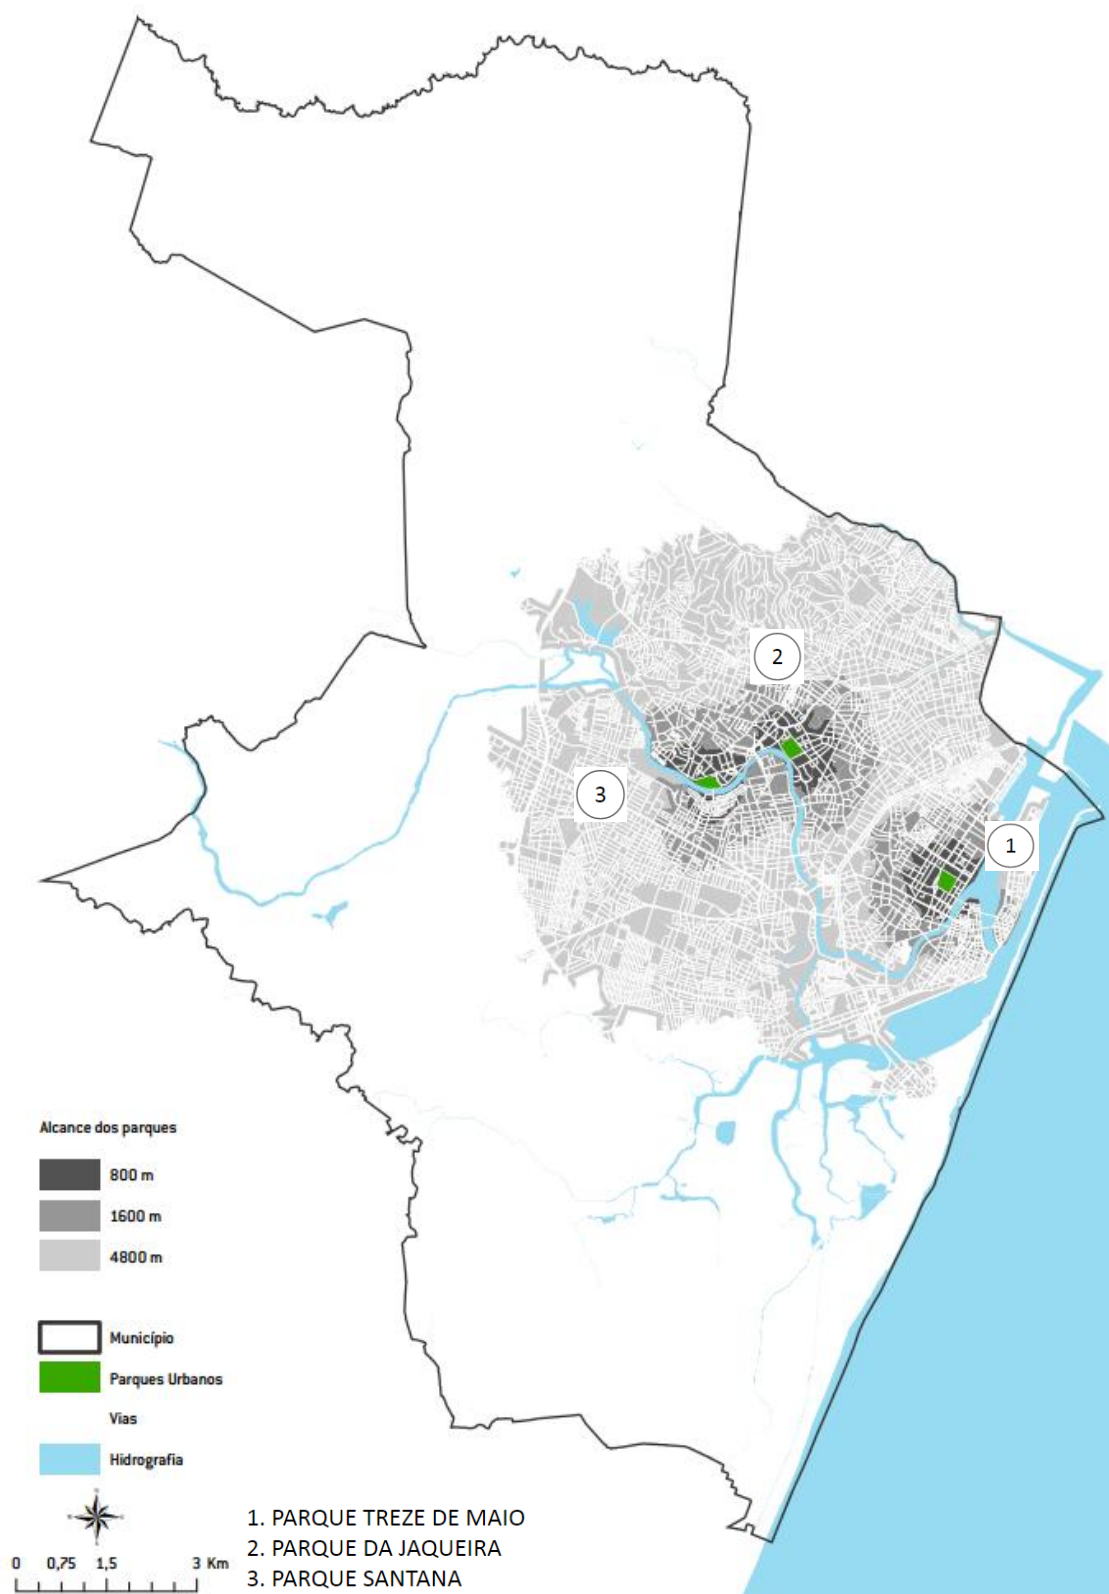 2
3
1
Alcance dos parques
800 m
1600 m
4800 m
Município
Parques Urbanos
Vias
Hidrografia
0 0,75 1,5 3 Km
1. PARQUE TREZE DE MAIO
2. PARQUE DA JAQUEIRA
3. PARQUE SANTANA